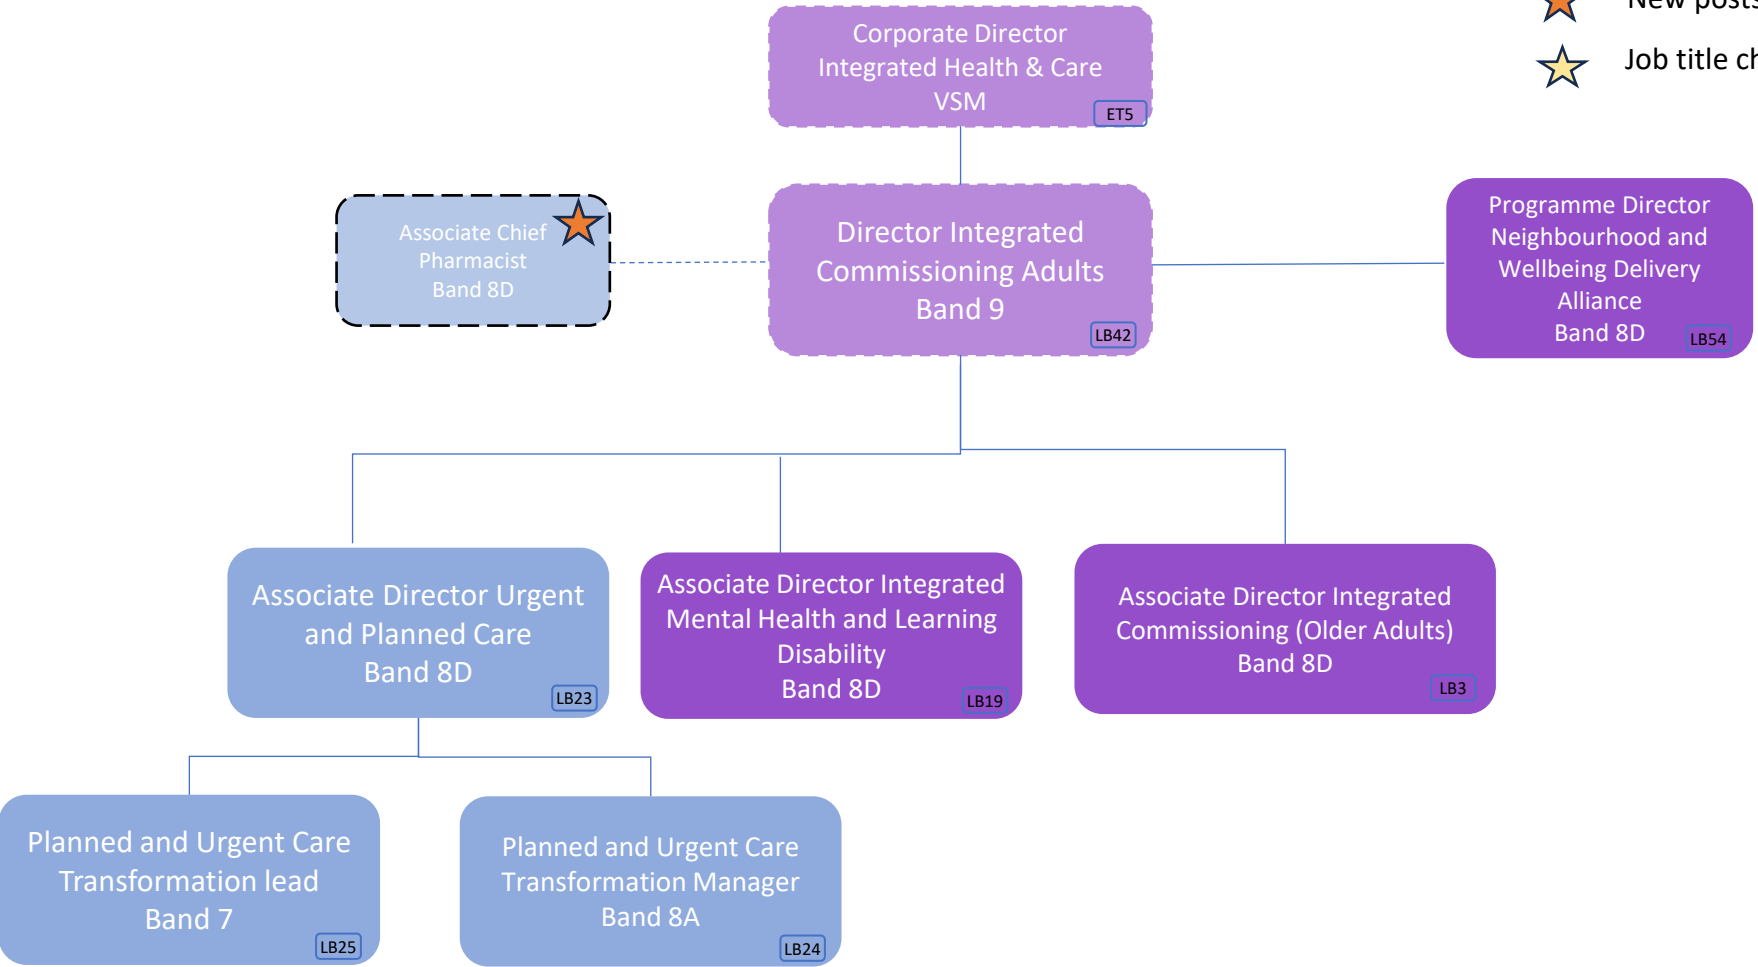 New posts
Job title ch
Corporate Director
Integrated Health & Care
VSM
ET5
Associate Chief
Pharmacist
Band 8D
Director Integrated
Commissioning Adults
Band 9
LB42
Programme Director
Neighbourhood and
Wellbeing Delivery
Alliance
Band 8D
LB54
Associate Director Urgent
and Planned Care
Band 8D
LB23
Associate Director Integrated
Mental Health and Learning
Disability
Band 8D
LB19
Associate Director Integrated
Commissioning (Older Adults)
Band 8D
LB3
Planned and Urgent Care
Transformation lead
Band 7
LB25
Planned and Urgent Care
Transformation Manager
Band 8A
LB24